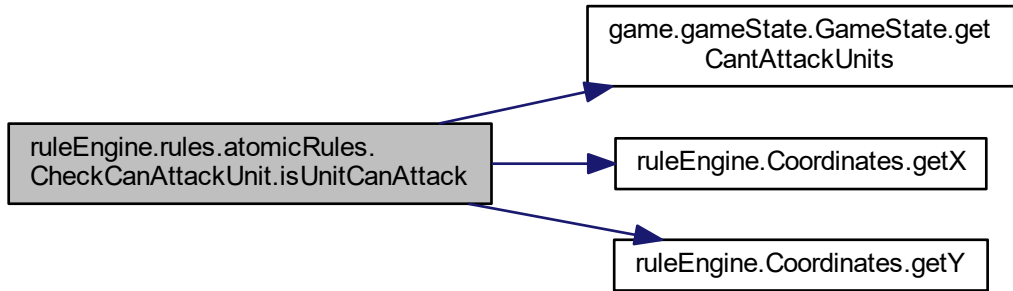 game.gameState.GameState.get
CantAttackUnits
ruleEngine.rules.atomicRules.
CheckCanAttackUnit.isUnitCanAttack
ruleEngine.Coordinates.getX
ruleEngine.Coordinates.getY